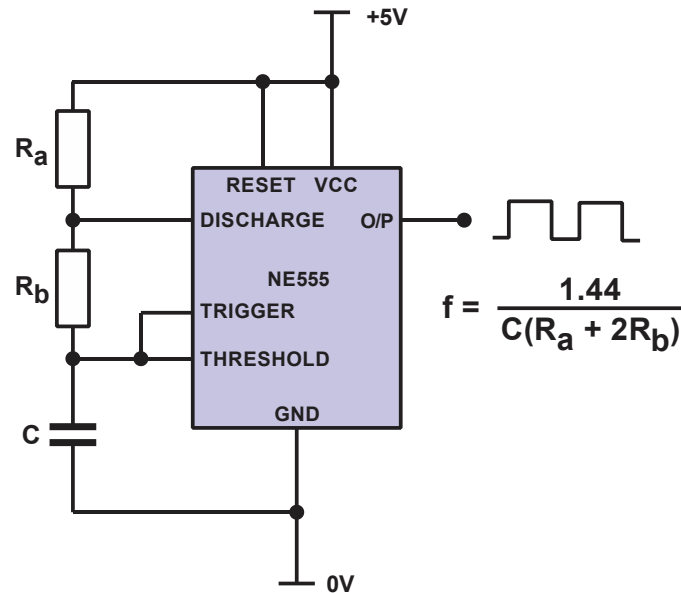 +5V
Ra
RESET VCC
DISCHARGE O/P
Rb
NE555
TRIGGER
f = 1.44
C(Ra + 2Rb)
THRESHOLD
C
GND
0V